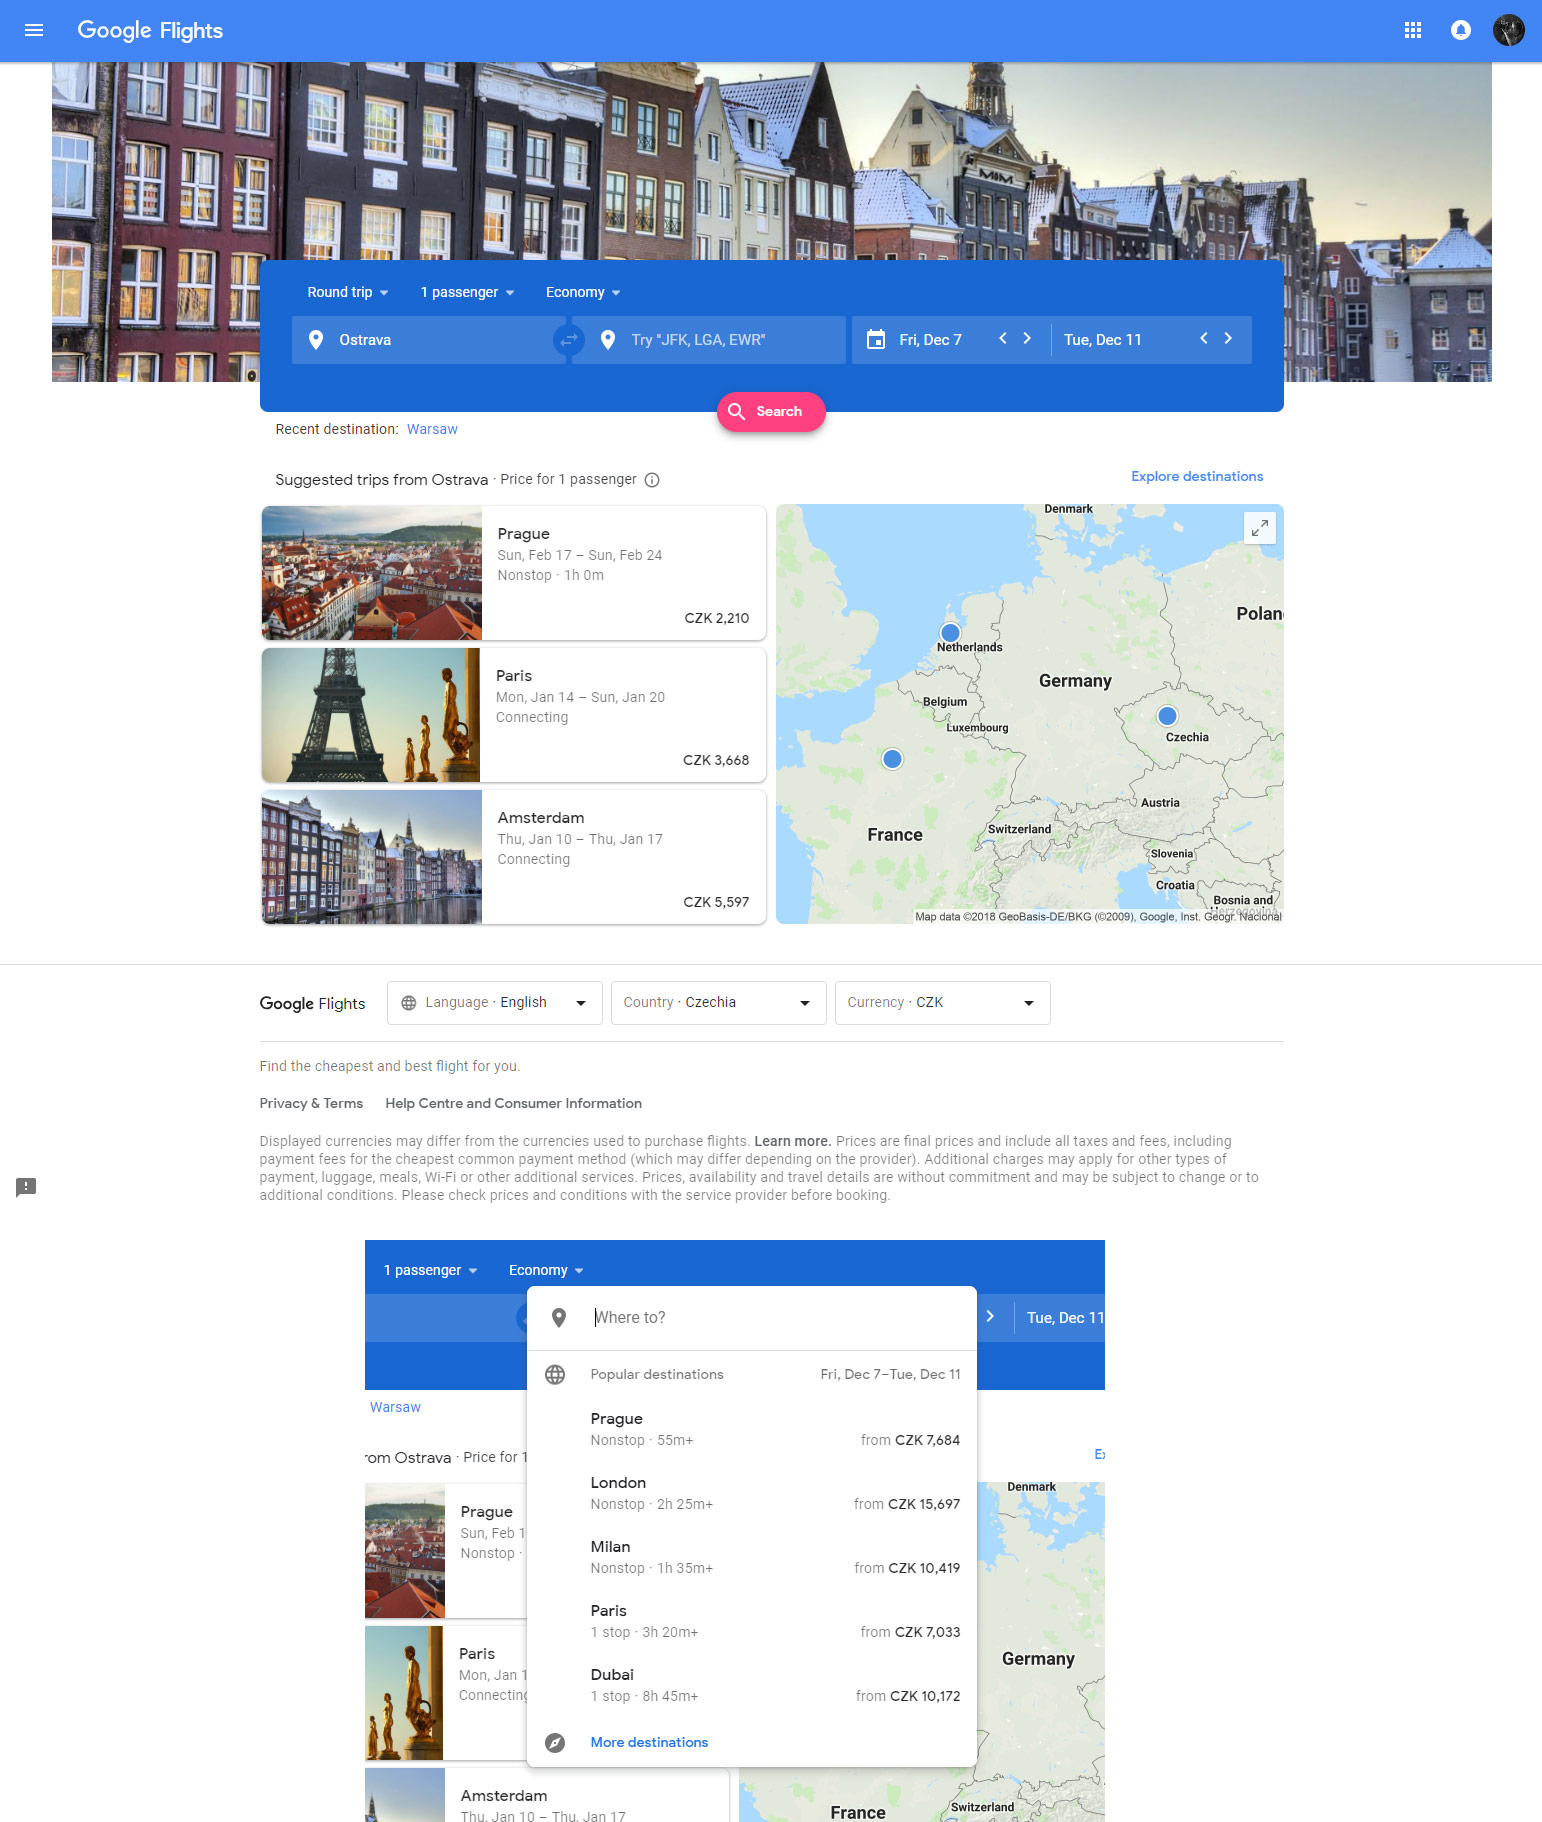 Google Flights
Round trip 1 passenger Economy
Ostrava Try "JFK, LGA, EWR" Fri, Dec 7 Tue, Dec 11
Search
Recent destination: Warsaw
Suggested trips from Ostrava · Price for 1 passenger
Explore destinations
Prague
Sun, Feb 17 – Sun, Feb 24
Nonstop · 1h 0m
CZK 2,210
Paris
Mon, Jan 14 – Sun, Jan 20
Connecting
CZK 3,668
Amsterdam
Thu, Jan 10 – Thu, Jan 17
Connecting
CZK 5,597
Denmark
Polan
Netherlands
Germany
Belgium
Luxembourg
Czechia
Austria
France
Switzerland
Slovenia
Croatia
Bosnia and
Herzegovina
Map data ©2018 GeoBasis-DE/BKG (©2009), Google, Inst. Geogr. Nacional
Google Flights Language · English Country · Czechia Currency · CZK
Find the cheapest and best flight for you.
Privacy & Terms Help Centre and Consumer Information
Displayed currencies may differ from the currencies used to purchase flights. Learn more. Prices are final prices and include all taxes and fees, including
payment fees for the cheapest common payment method (which may differ depending on the provider). Additional charges may apply for other types of
payment, luggage, meals, Wi-Fi or other additional services. Prices, availability and travel details are without commitment and may be subject to change or to
additional conditions. Please check prices and conditions with the service provider before booking.
1 passenger Economy
Where to?
Tue, Dec 11
Popular destinations Fri, Dec 7–Tue, Dec 11
Prague
Nonstop · 55m+ from CZK 7,684
London
Nonstop · 2h 25m+ from CZK 15,697
Milan
Nonstop · 1h 35m+ from CZK 10,419
Paris
1 stop · 3h 20m+ from CZK 7,033
Dubai
1 stop · 8h 45m+ from CZK 10,172
More destinations
Warsaw
rom Ostrava · Price for 1
Ex
Prague
Sun, Feb 1
Nonstop ·
Paris
Mon, Jan 1
Connecting
Amsterdam
Thu, Jan 10 – Thu, Jan 17
Denmark
Germany
France
Switzerland